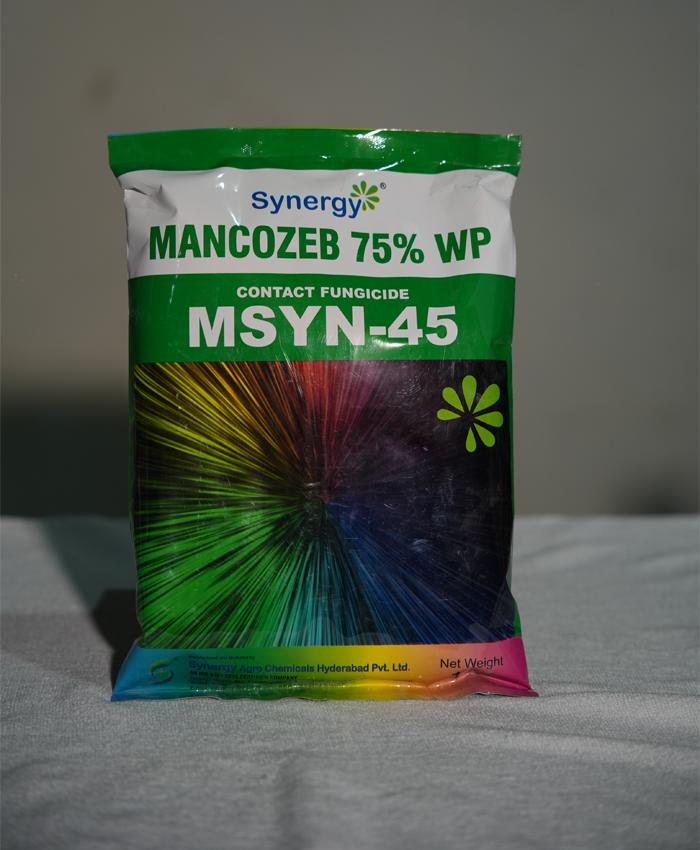 Synergy®
MANCOZEB 75% WP
CONTACT FUNGICIDE
MSYN-45
Synergy Agro Chemicals Hyderabad Pvt. Ltd.
Net Weight